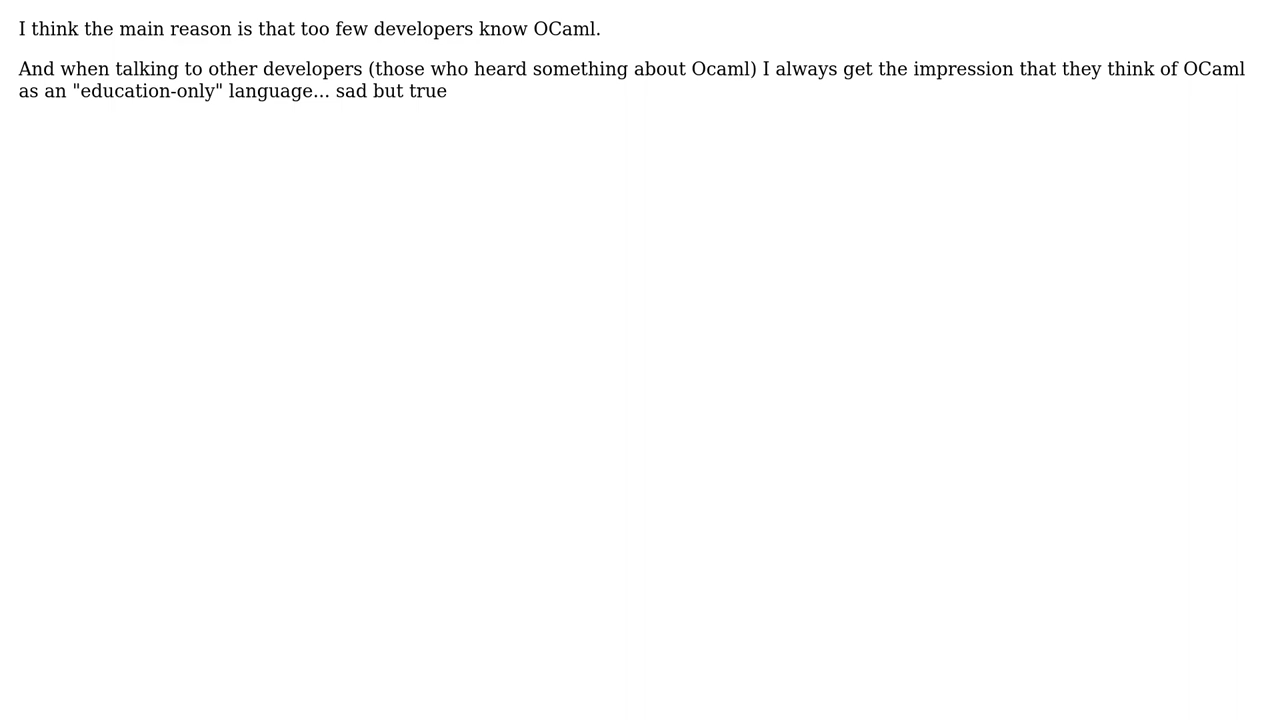 I think the main reason is that too few developers know OCaml.
And when talking to other developers (those who heard something about Ocaml) I always get the impression that they think of OCaml
as an "education-only" language... sad but true